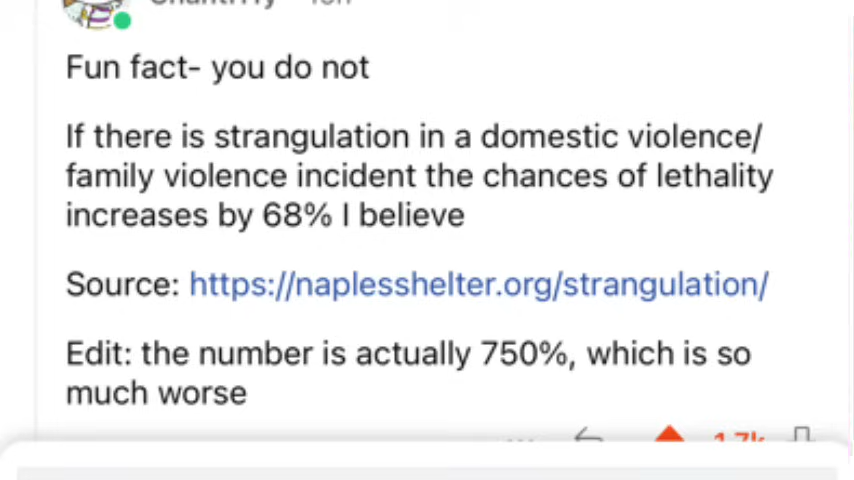 Fun fact- you do not
If there is strangulation in a domestic violence/
family violence incident the chances of lethality
increases by 68% I believe
Source: https://naplesshelter.org/strangulation/
Edit: the number is actually 750%, which is so
much worse
1.7k